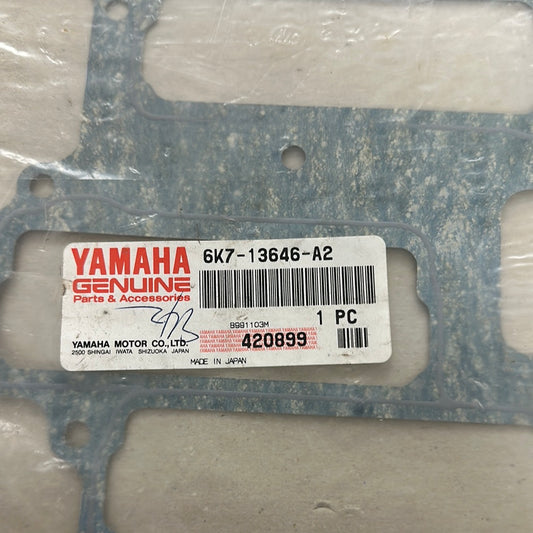 YAMAHA
GENUINE
Parts & Accessories
6K7-13646-A2
8991103M
1 PC
420899
YAMAHA MOTOR CO.,LTD.
2500 SHINGAI IWATA SHIZUOKA JAPAN
MADE IN JAPAN